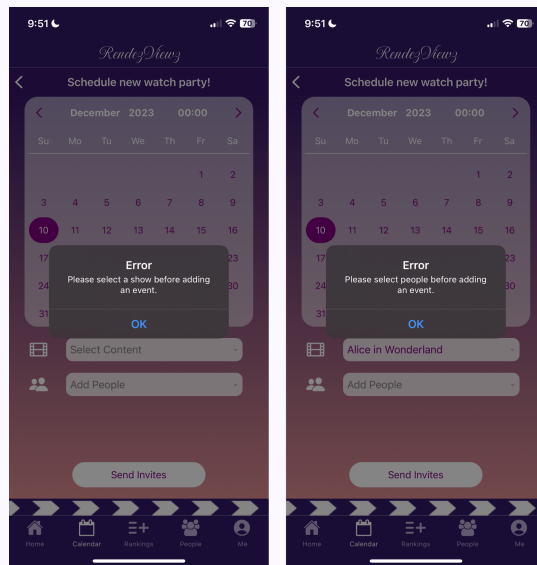 9:51
70
RendezViewz
Schedule new watch party!
December 2023 00:00
Su Mo Tu We Th Fr Sa
1 2
3 4 5 6 7 8 9
10 11 12 13 14 15 16
17 23
Error
Please select a show before adding
an event.
24 30
31
OK
Select Content
Add People
Send Invites
Home Calendar Rankings People Me
9:51
70
RendezViewz
Schedule new watch party!
December 2023 00:00
Su Mo Tu We Th Fr Sa
1 2
3 4 5 6 7 8 9
10 11 12 13 14 15 16
17 23
Error
Please select people before adding
an event.
24 30
31
OK
Alice in Wonderland
Add People
Send Invites
Home Calendar Rankings People Me